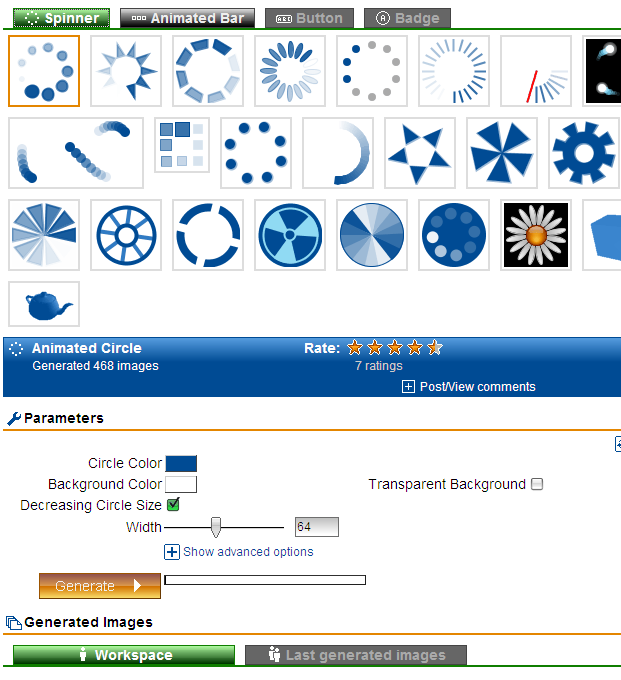 Spinner Animated Bar Button Badge
Animated Circle Rate:
Generated 468 images 7 ratings
Post/View comments
Parameters
Circle Color
Background Color Transparent Background
Decreasing Circle Size
Width 64
Show advanced options
Generate
Generated Images
Workspace Last generated images